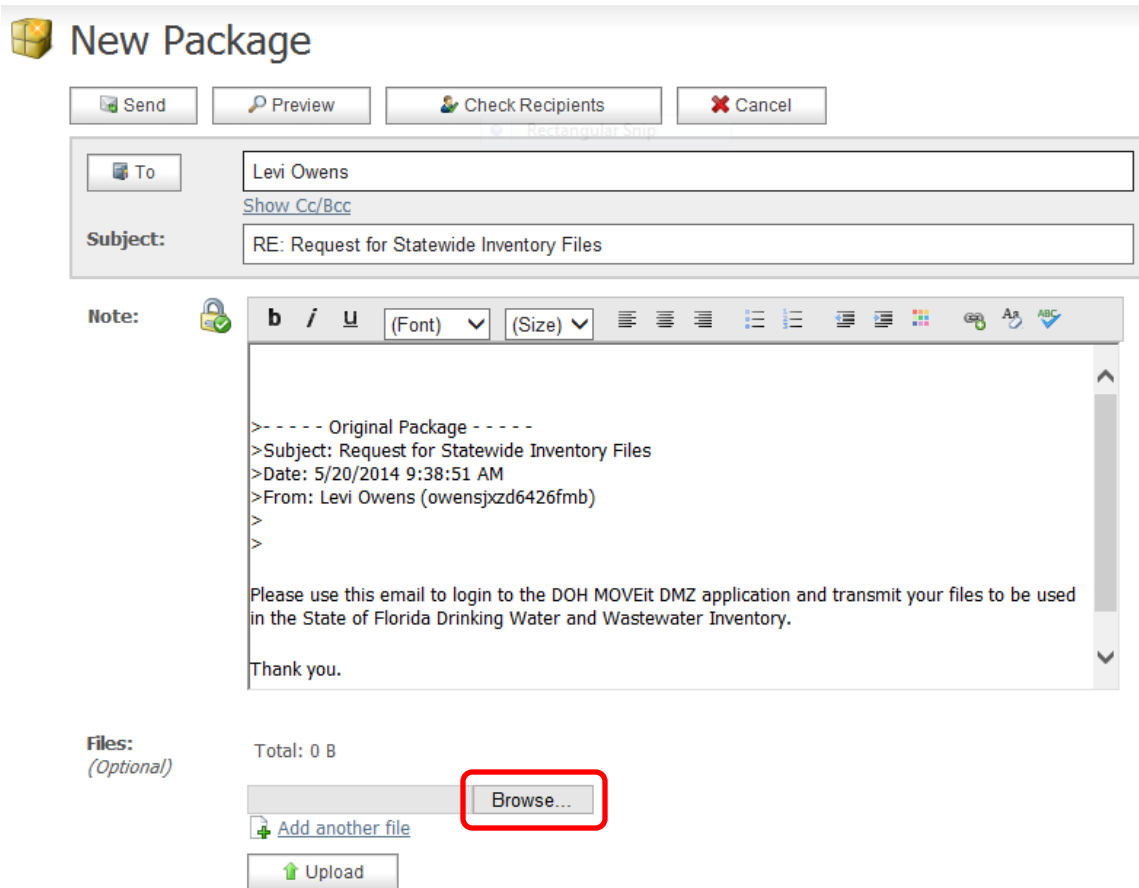 New Package
Send Preview Check Recipients Cancel
Rectangular Snip
To Levi Owens
Show Cc/Bcc
Subject: RE: Request for Statewide Inventory Files
Note: b i u (Font) (Size) Aa ABC
>- - - - - Original Package - - - - -
>Subject: Request for Statewide Inventory Files
>Date: 5/20/2014 9:38:51 AM
>From: Levi Owens (owensjxzd6426fmb)
>
>
Please use this email to login to the DOH MOVEit DMZ application and transmit your files to be used
in the State of Florida Drinking Water and Wastewater Inventory.
Thank you.
Files: Total: 0 B
(Optional)
Browse...
Add another file
Upload